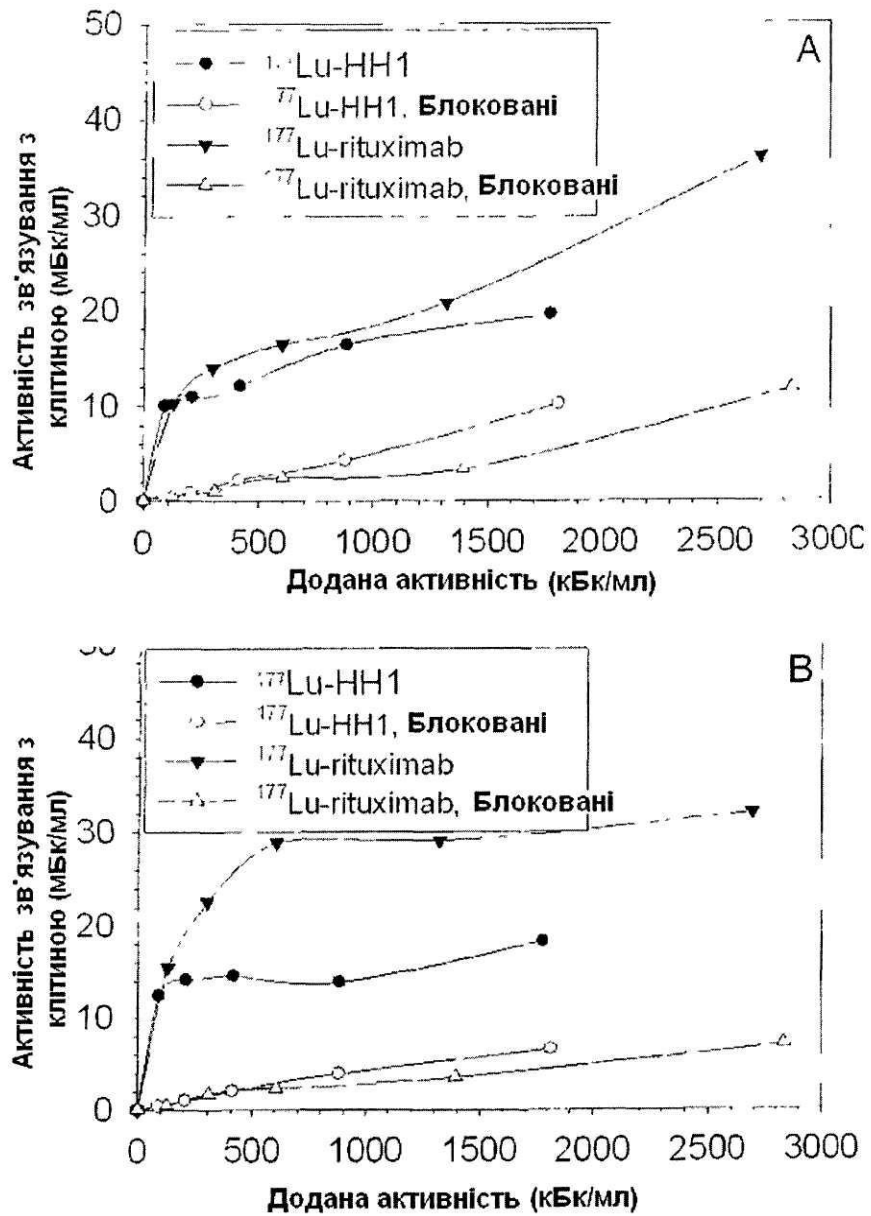 50
A
40
30
20
10
0
Lu-HH1
77Lu-HH1, Блоковані
177Lu-rituximab
177Lu-rituximab, Блоковані
Активність зв'язування з
клітиною (мБк/мл)
0 500 1000 1500 2000 2500 3000
Додана активність (кБк/мл)
B
40
30
20
10
0
177Lu-HH1
177Lu-HH1, Блоковані
177Lu-rituximab
177Lu-rituximab, Блоковані
Активність зв'язування з
клітиною (мБк/мл)
0 500 1000 1500 2000 2500 3000
Додана активність (кБк/мл)